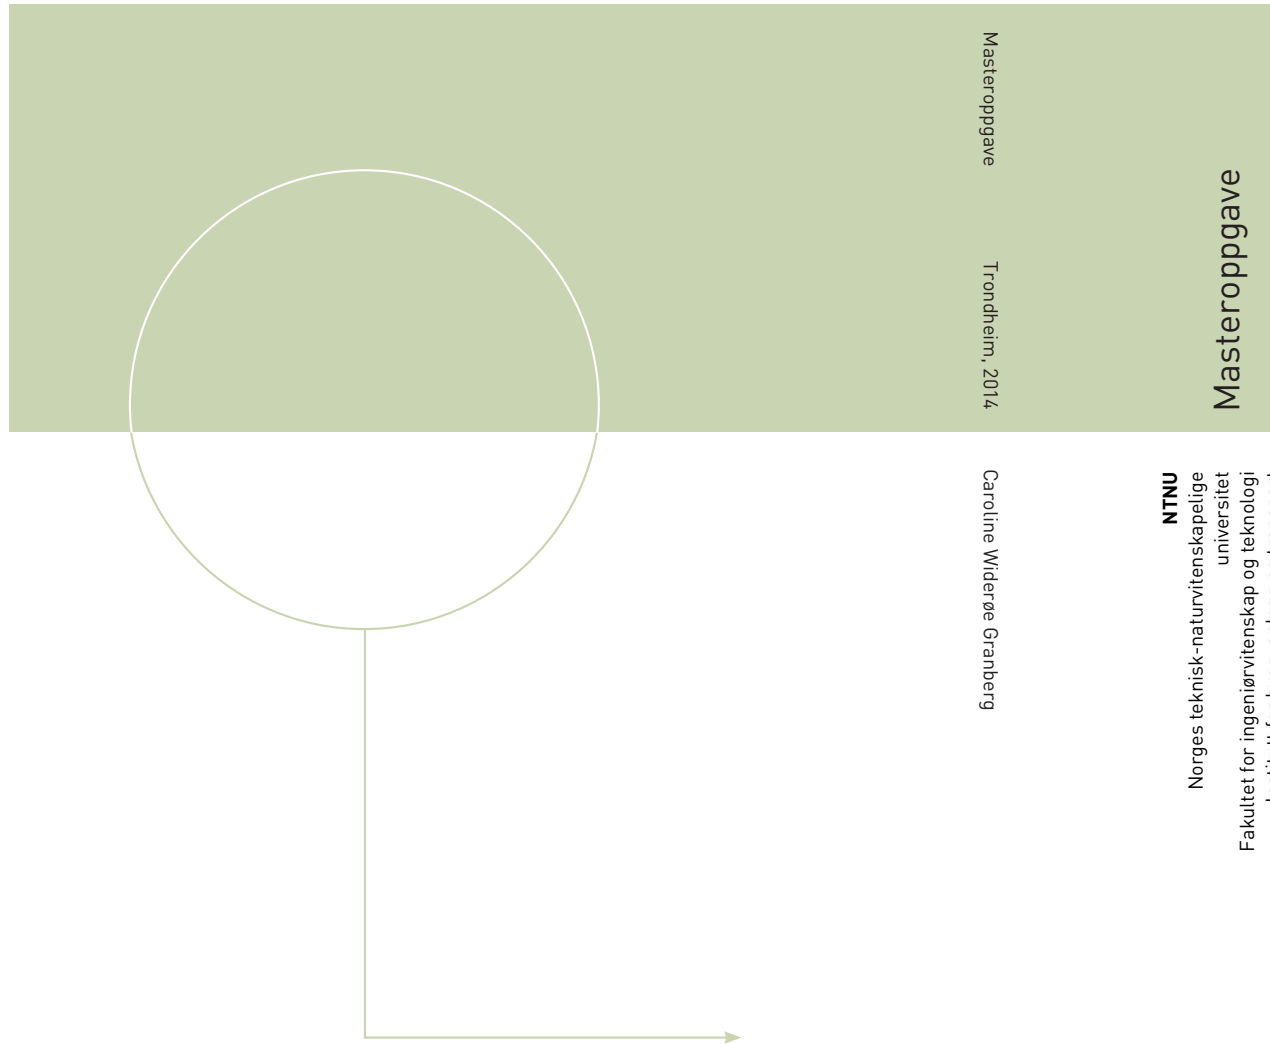 Masteroppgave
Trondheim, 2014
Caroline Widerøe Granberg
Masteroppgave
NTNU
Norges teknisk-naturvitenskapelige
universitet
Fakultet for ingeniørvitenskap og teknologi